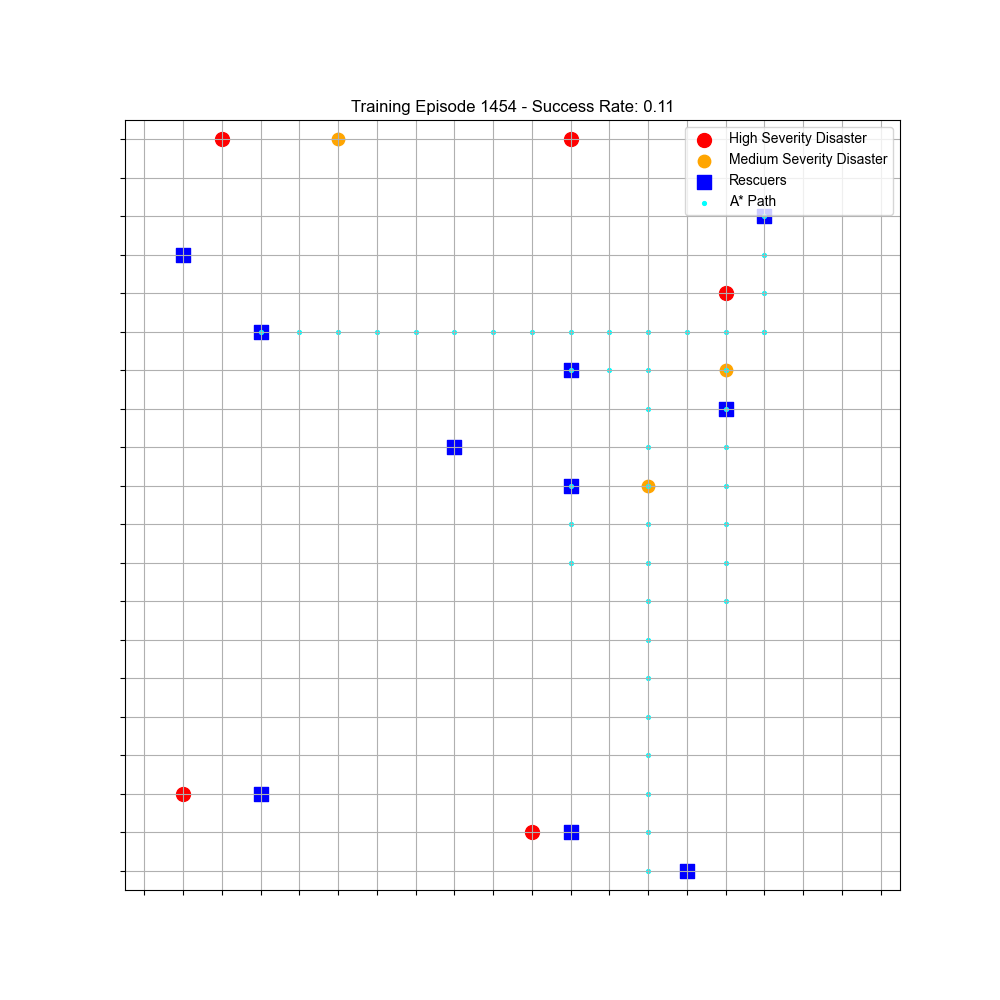 Training Episode 1454 - Success Rate: 0.11
High Severity Disaster
Medium Severity Disaster
Rescuers
A* Path